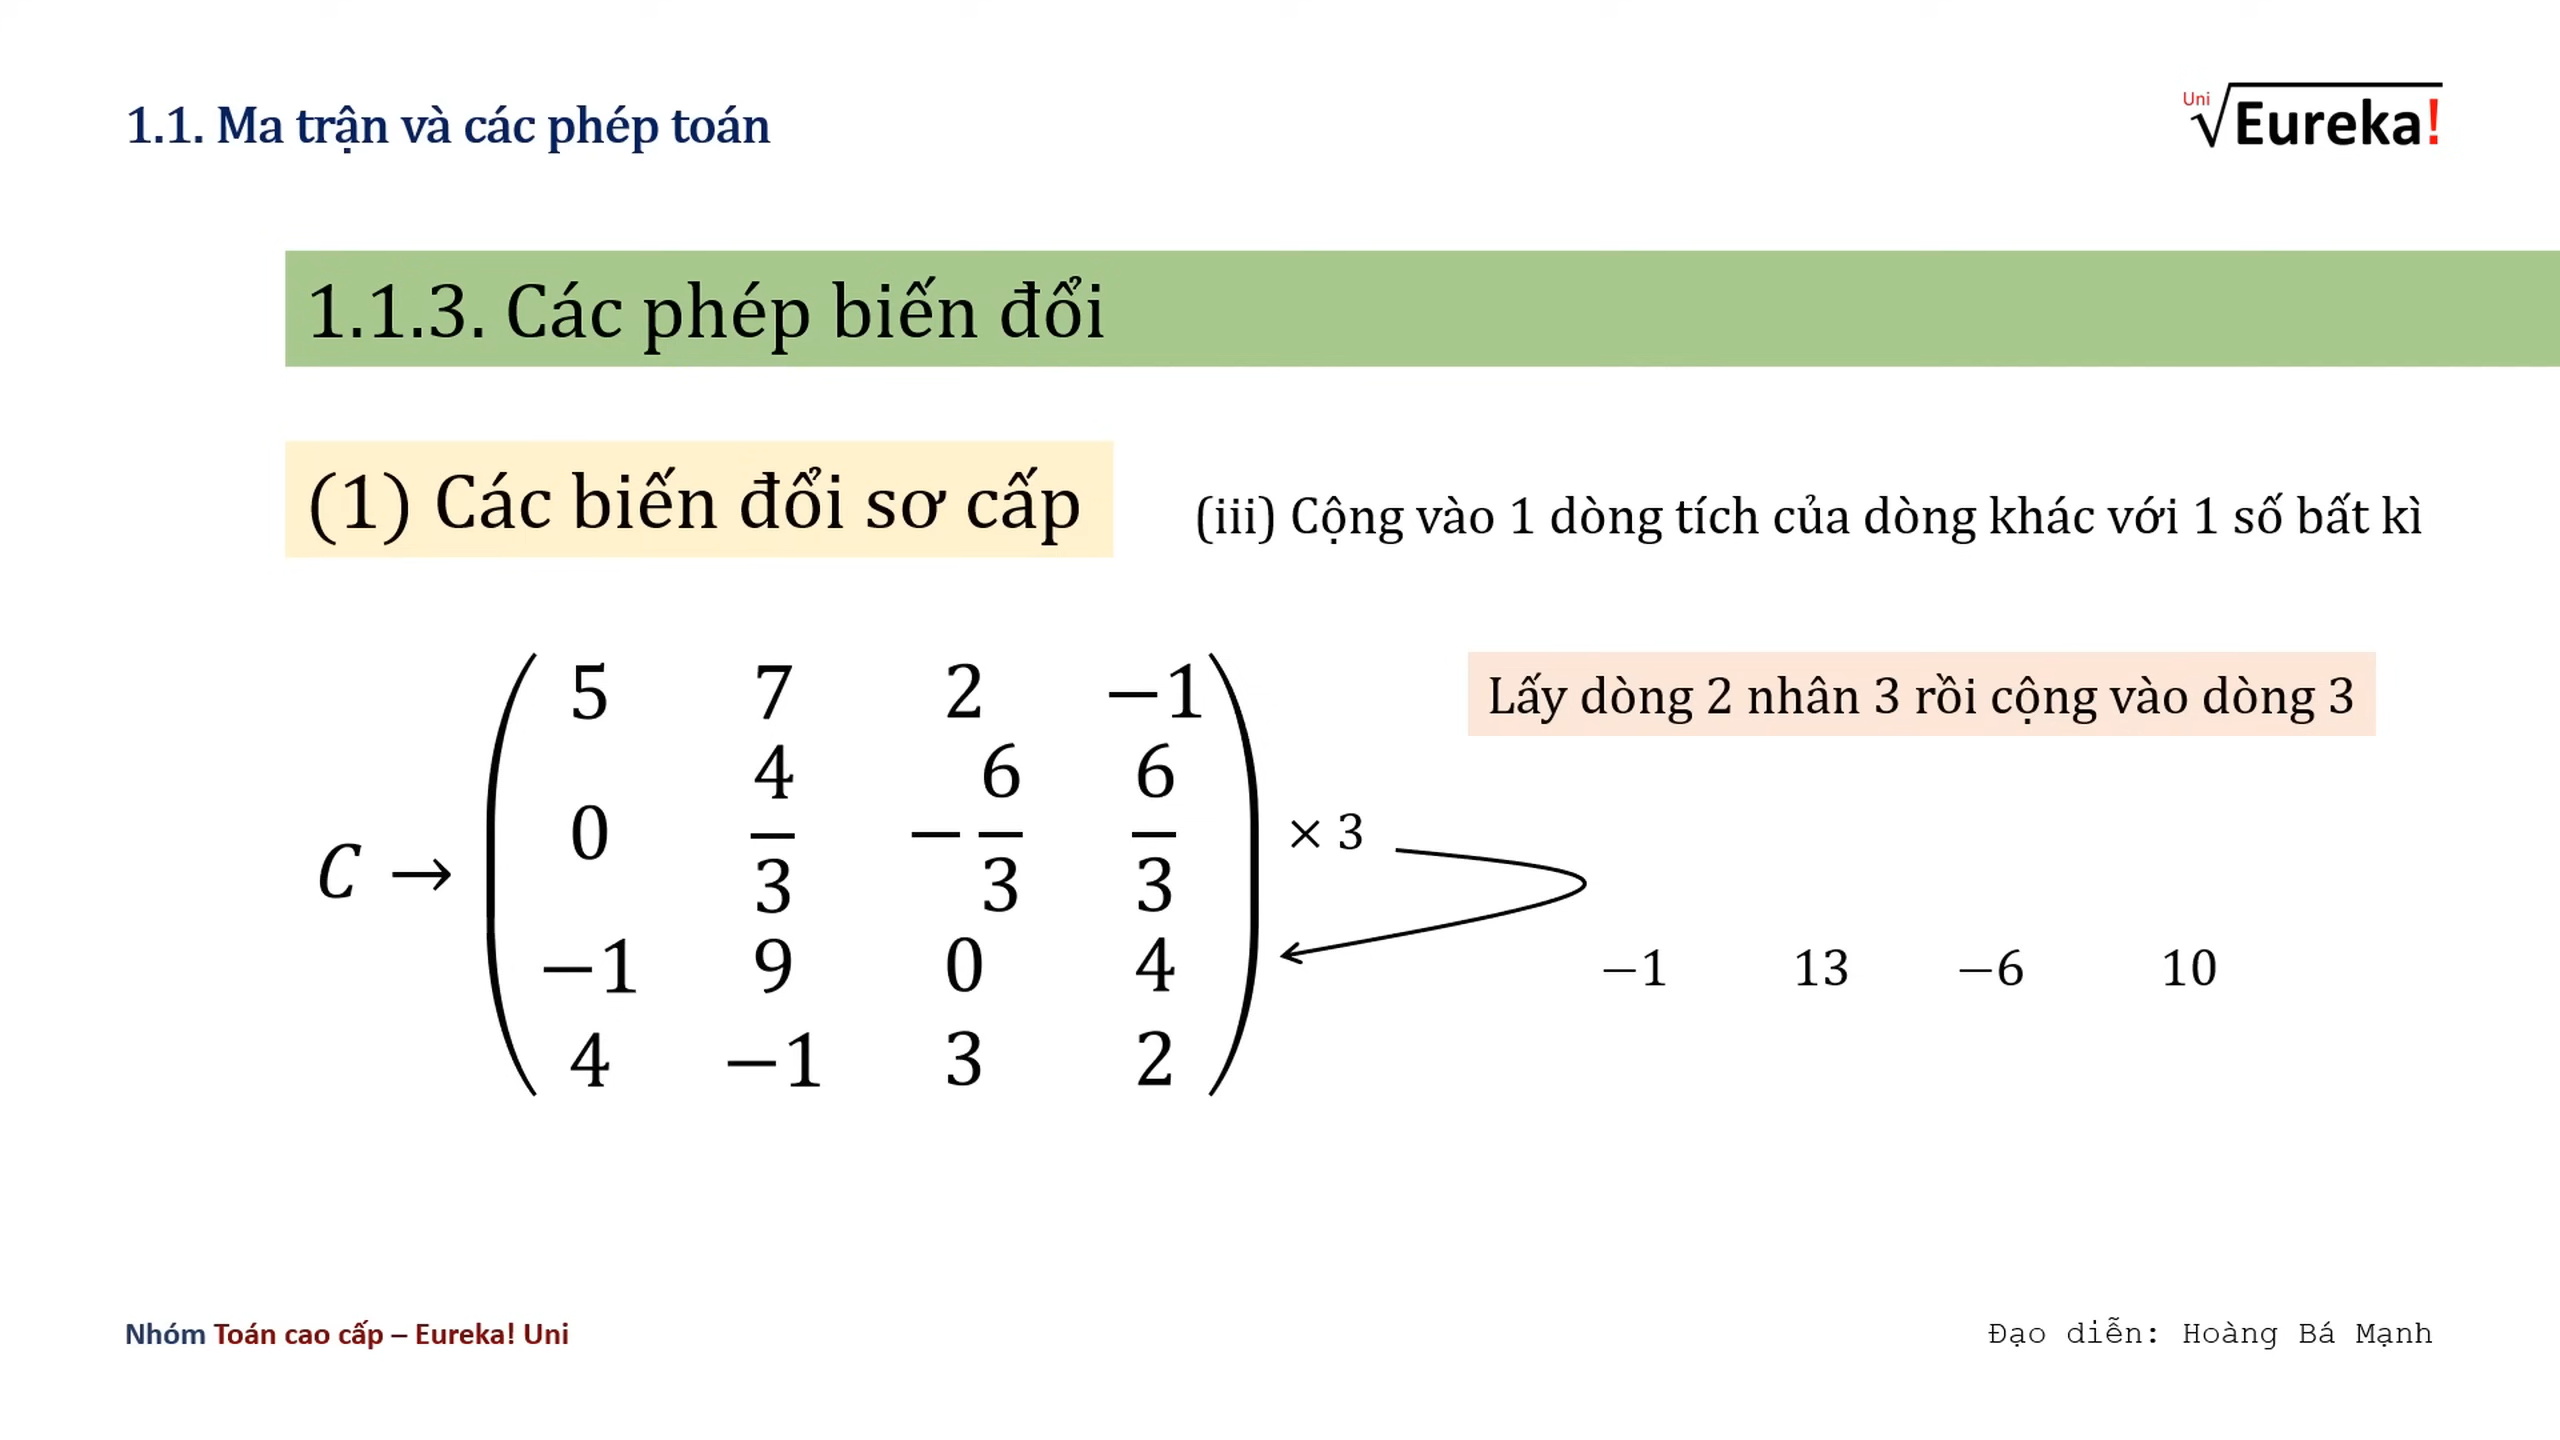 1.1. Ma trận và các phép toán
Uni √Eureka!
1.1.3. Các phép biến đổi
(1) Các biến đổi sơ cấp
(iii) Cộng vào 1 dòng tích của dòng khác với 1 số bất kì
Lấy dòng 2 nhân 3 rồi cộng vào dòng 3
C →
5 7 2 −1
0 4/3 −6/3 6/3 × 3
−1 9 0 4
4 −1 3 2
−1 13 −6 10
Nhóm Toán cao cấp – Eureka! Uni
Đạo diễn: Hoàng Bá Mạnh